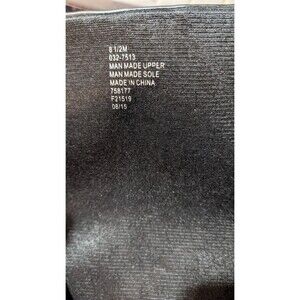 8 1/2M
032-7513
MAN MADE UPPER
MAN MADE SOLE
MADE IN CHINA
758177
F21519
08/15